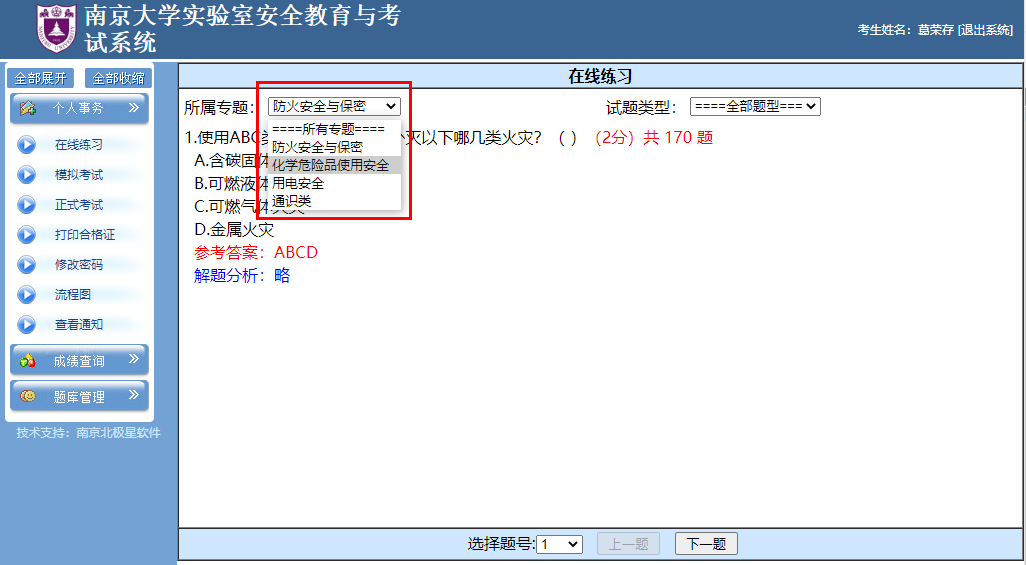 南京大学实验室安全教育与考
试系统
考生姓名：葛荣存 [退出系统]
全部展开 全部收缩
个人事务
在线练习
模拟考试
正式考试
打印合格证
修改密码
流程图
查看通知
成绩查询
题库管理
技术支持：南京北极星软件
在线练习
所属专题： 防火安全与保密 试题类型： ====全部题型===
====所有专题====
防火安全与保密
化学危险品使用安全
用电安全
通识类
1.使用ABC 灭以下哪几类火灾？（ ）（2分）共 170 题
A.含碳固体
B.可燃液体
C.可燃气体火灾
D.金属火灾
参考答案：ABCD
解题分析：略
选择题号: 1 上一题 下一题